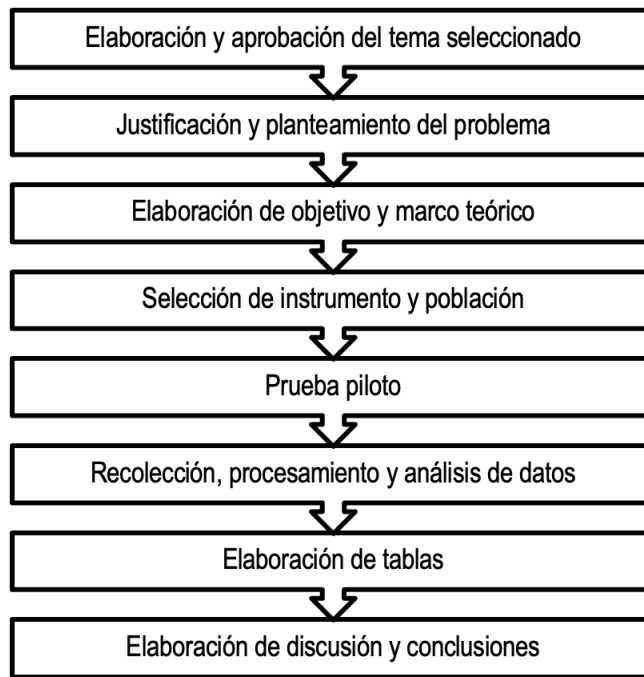 Elaboración y aprobación del tema seleccionado
Justificación y planteamiento del problema
Elaboración de objetivo y marco teórico
Selección de instrumento y población
Prueba piloto
Recolección, procesamiento y análisis de datos
Elaboración de tablas
Elaboración de discusión y conclusiones